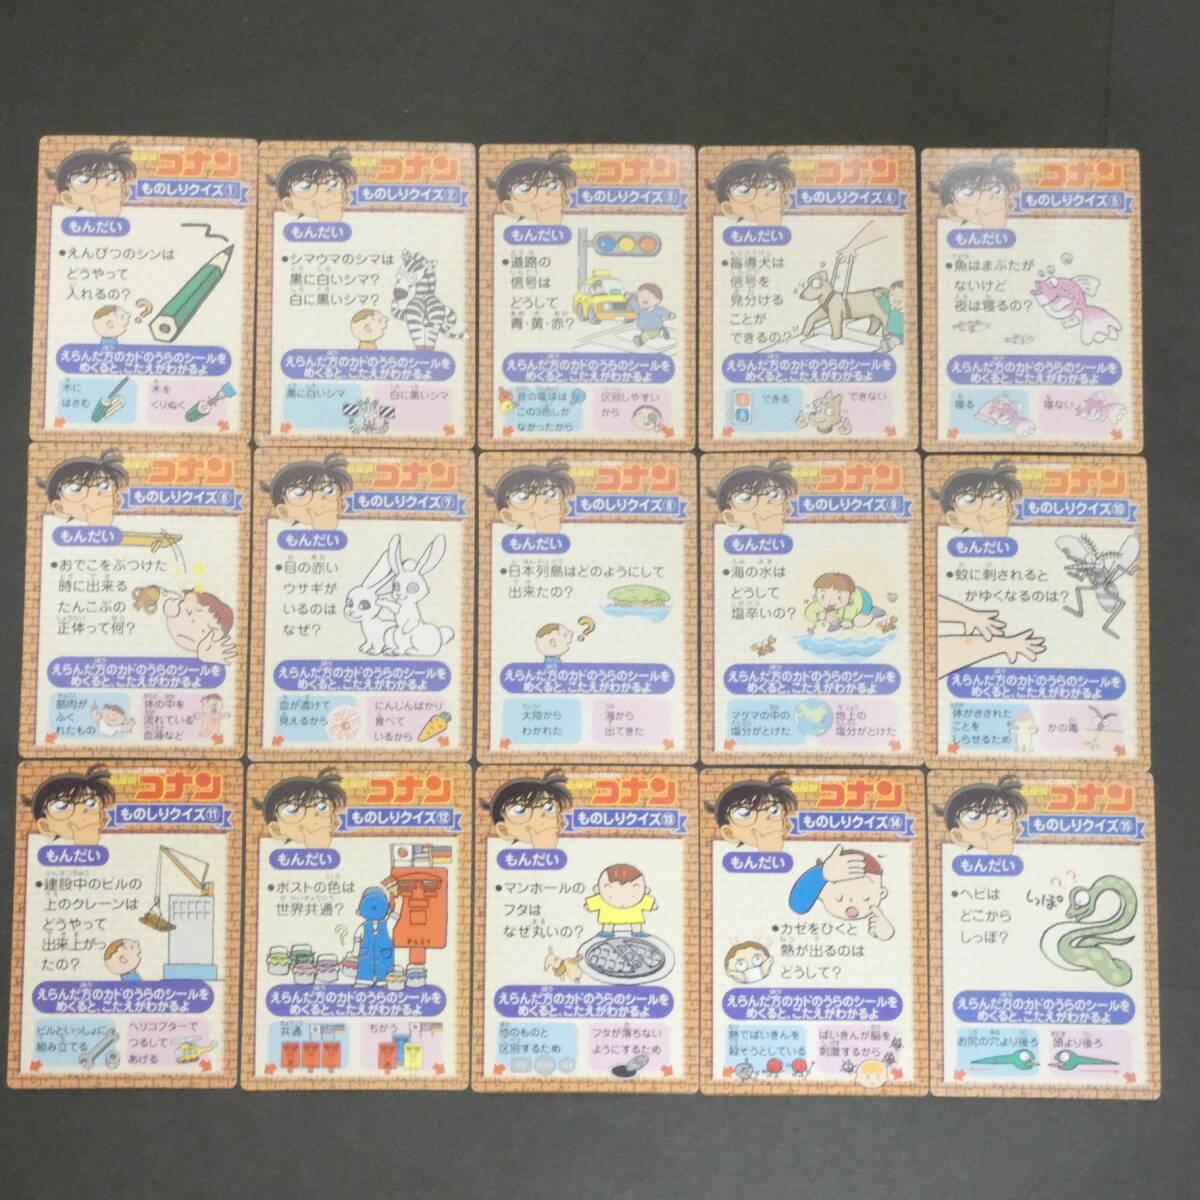 名探偵コナン
ものしりクイズ①
もんだい
●えんぴつのシンは
どうやって
入れるの?
えらんだ方のカドのうらのシールを
めくると、こたえがわかるよ
木に
はさむ
木を
くりぬく
名探偵コナン
ものしりクイズ②
もんだい
●シマウマのシマは
黒に白いシマ?
白に黒いシマ?
えらんだ方のカドのうらのシールを
めくると、こたえがわかるよ
黒に白いシマ
白に黒いシマ
名探偵コナン
ものしりクイズ③
もんだい
●道路の
信号は
どうして
青・黄・赤?
えらんだ方のカドのうらのシールを
めくると、こたえがわかるよ
昔の電球は
この3色しか
なかったから
区別しやすい
から
名探偵コナン
ものしりクイズ④
もんだい
●盲導犬は
信号を
見分ける
ことが
できるの?
えらんだ方のカドのうらのシールを
めくると、こたえがわかるよ
できる
できない
名探偵コナン
ものしりクイズ⑤
もんだい
●魚はまぶたが
ないけど
夜は寝るの?
えらんだ方のカドのうらのシールを
めくると、こたえがわかるよ
寝る
寝ない
名探偵コナン
ものしりクイズ⑥
もんだい
●おでこをぶつけた
時に出来る
たんこぶの
正体って何?
えらんだ方のカドのうらのシールを
めくると、こたえがわかるよ
筋肉が
ふく
れたもの
体の中を
流れている
血液など
名探偵コナン
ものしりクイズ⑦
もんだい
●目の赤い
ウサギが
いるのは
なぜ?
えらんだ方のカドのうらのシールを
めくると、こたえがわかるよ
血が透けて
見えるから
にんじんばかり
食べて
いるから
名探偵コナン
ものしりクイズ⑧
もんだい
●日本列島はどのようにして
出来たの?
えらんだ方のカドのうらのシールを
めくると、こたえがわかるよ
大陸から
わかれた
海から
出てきた
名探偵コナン
ものしりクイズ⑨
もんだい
●海の水は
どうして
塩辛いの?
えらんだ方のカドのうらのシールを
めくると、こたえがわかるよ
マグマの中の
塩分がとけた
地上の
塩分がとけた
名探偵コナン
ものしりクイズ⑩
もんだい
●蚊に刺されると
かゆくなるのは?
えらんだ方のカドのうらのシールを
めくると、こたえがわかるよ
体がさされた
ことを
しらせるため
かの毒
名探偵コナン
ものしりクイズ⑪
もんだい
●建設中のビルの
上のクレーンは
どうやって
出来上がっ
たの?
えらんだ方のカドのうらのシールを
めくると、こたえがわかるよ
ビルといっしょに
組み立てる
ヘリコプターで
つるして
あげる
名探偵コナン
ものしりクイズ⑫
もんだい
●ポストの色は
世界共通?
えらんだ方のカドのうらのシールを
めくると、こたえがわかるよ
共通
ちがう
名探偵コナン
ものしりクイズ⑬
もんだい
●マンホールの
フタは
なぜ丸いの?
えらんだ方のカドのうらのシールを
めくると、こたえがわかるよ
他のものと
区別するため
フタが落ちない
ようにするため
名探偵コナン
ものしりクイズ⑭
もんだい
●カゼをひくと
熱が出るのは
どうして?
えらんだ方のカドのうらのシールを
めくると、こたえがわかるよ
熱でばいきんを
殺そうとしている
ばいきんが脳を
刺激するから
名探偵コナン
ものしりクイズ⑮
もんだい
●ヘビは
どこから
しっぽ?
しっぽ
??
えらんだ方のカドのうらのシールを
めくると、こたえがわかるよ
お尻の穴より後ろ
頭より後ろ